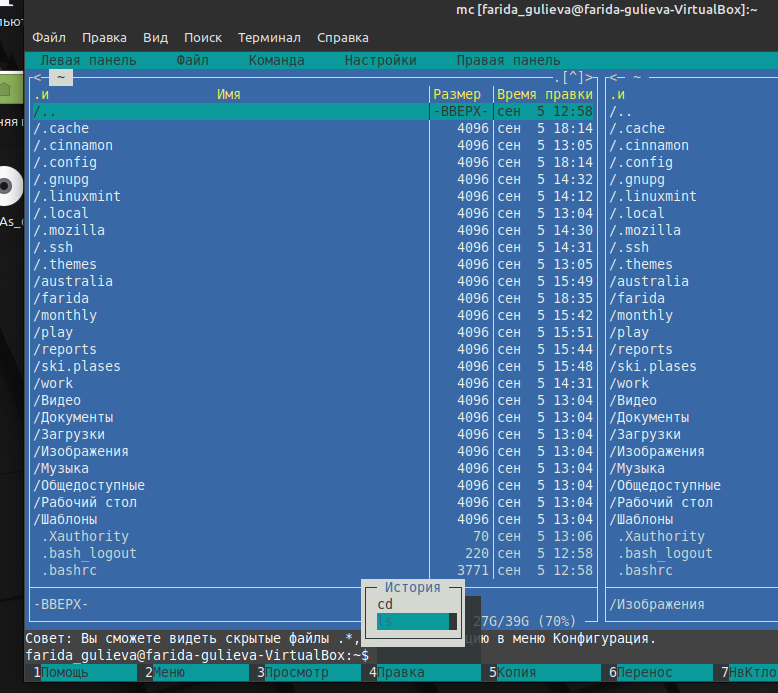 mc [farida_gulieva@farida-gulieva-VirtualBox]:~
Файл Правка Вид Поиск Терминал Справка
Левая панель Файл Команда Настройки Правая панель
<─ ~ .[^]> <─ ~
.и Имя Размер Время правки .и
/.. -ВВЕРХ- сен 5 12:58 /..
/.cache 4096 сен 5 18:14 /.cache
/.cinnamon 4096 сен 5 13:05 /.cinnamon
/.config 4096 сен 5 18:14 /.config
/.gnupg 4096 сен 5 14:32 /.gnupg
/.linuxmint 4096 сен 5 14:12 /.linuxmint
/.local 4096 сен 5 13:04 /.local
/.mozilla 4096 сен 5 14:30 /.mozilla
/.ssh 4096 сен 5 14:31 /.ssh
/.themes 4096 сен 5 13:05 /.themes
/australia 4096 сен 5 15:49 /australia
/farida 4096 сен 5 18:35 /farida
/monthly 4096 сен 5 15:42 /monthly
/play 4096 сен 5 15:51 /play
/reports 4096 сен 5 15:44 /reports
/ski.plases 4096 сен 5 15:48 /ski.plases
/work 4096 сен 5 14:31 /work
/Видео 4096 сен 5 13:04 /Видео
/Документы 4096 сен 5 13:04 /Документы
/Загрузки 4096 сен 5 13:04 /Загрузки
/Изображения 4096 сен 5 13:04 /Изображения
/Музыка 4096 сен 5 13:04 /Музыка
/Общедоступные 4096 сен 5 13:04 /Общедоступные
/Рабочий стол 4096 сен 5 13:04 /Рабочий стол
/Шаблоны 4096 сен 5 13:04 /Шаблоны
.Xauthority 70 сен 5 13:06 .Xauthority
.bash_logout 220 сен 5 12:58 .bash_logout
.bashrc 3771 сен 5 12:58 .bashrc
История
cd
-ВВЕРХ- /Изображения
ls
27G/39G (70%)
Совет: Вы сможете видеть скрытые файлы .*, цию в меню Конфигурация.
farida_gulieva@farida-gulieva-VirtualBox:~$
1Помощь 2Меню 3Просмотр 4Правка 5Копия 6Перенос 7НвКтло